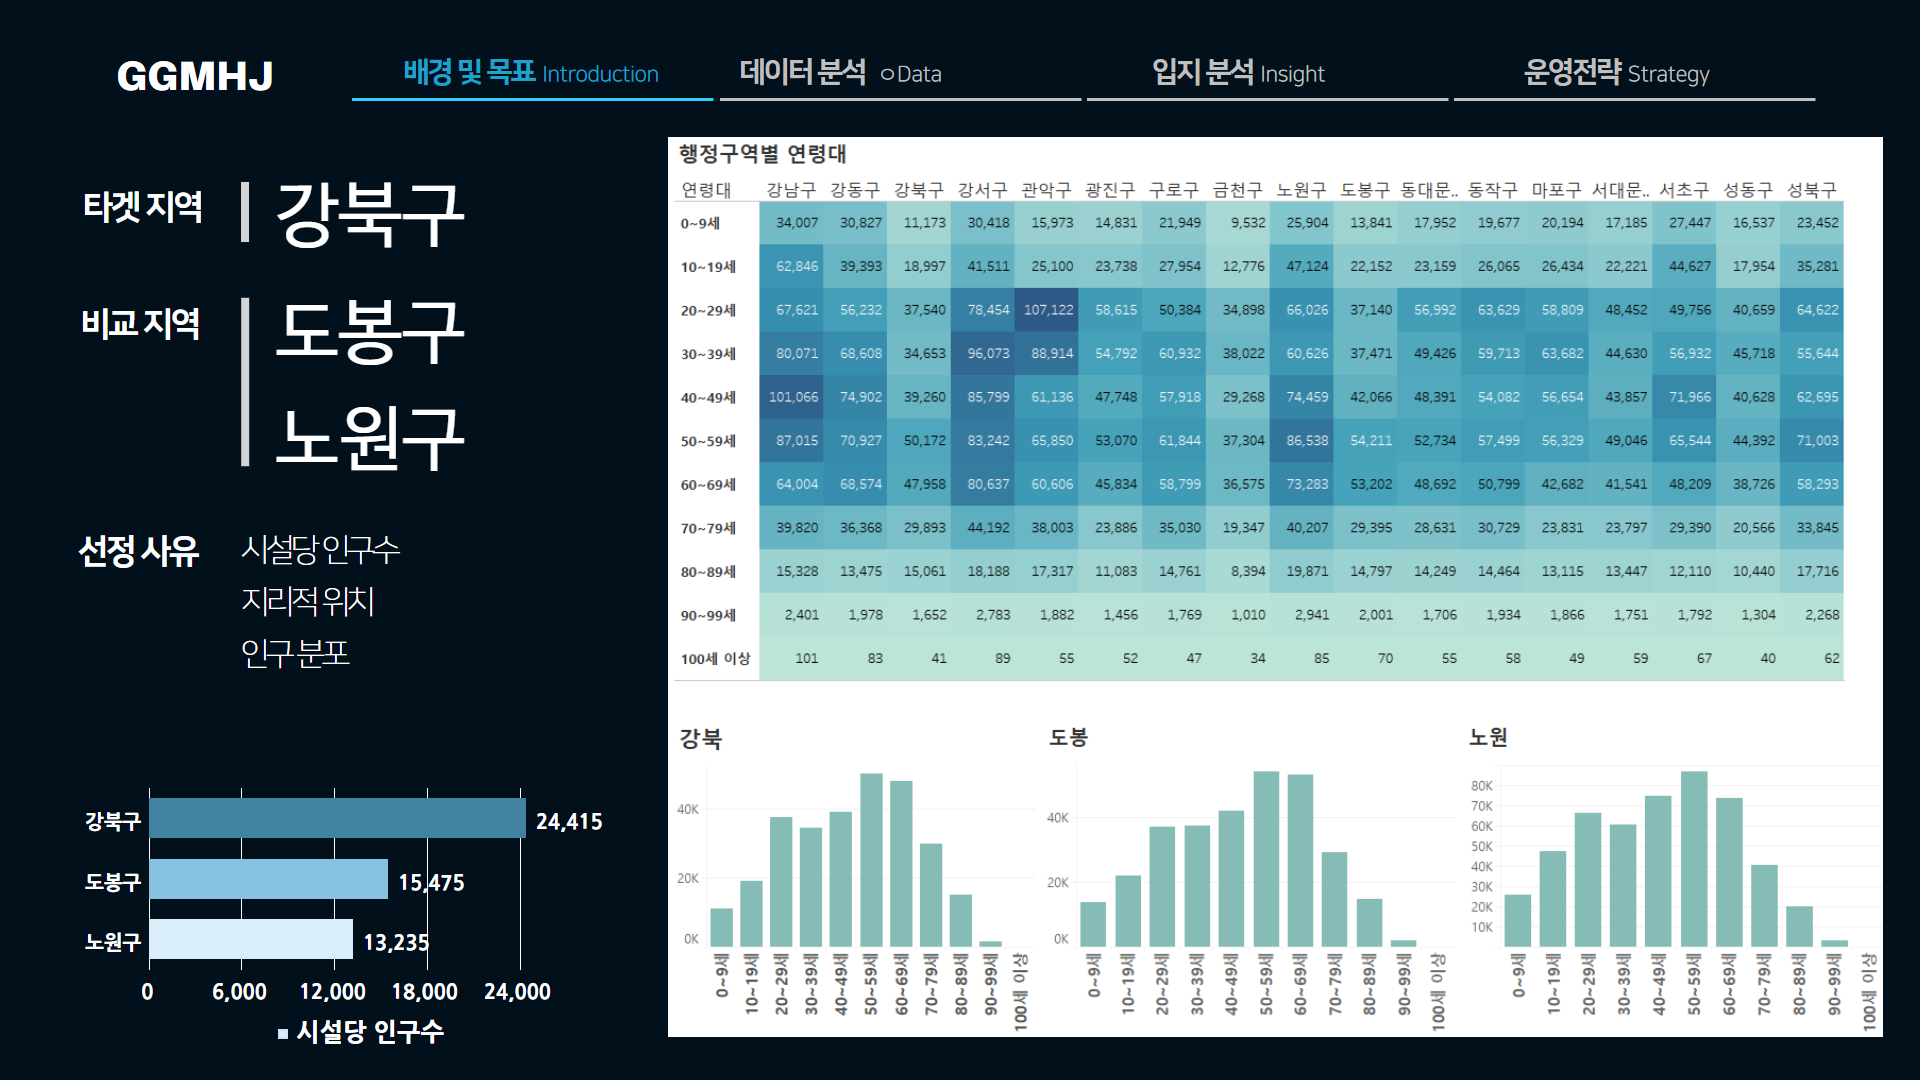 GGMHJ
배경 및 목표 Introduction
데이터 분석 ㅇData
입지 분석 Insight
운영전략 Strategy
타겟 지역
강북구
비교 지역
도봉구
노원구
선정 사유
시설당 인구수
지리적 위치
인구 분포
강북구 24,415
도봉구 15,475
노원구 13,235
0 6,000 12,000 18,000 24,000
시설당 인구수
행정구역별 연령대
연령대 강남구 강동구 강북구 강서구 관악구 광진구 구로구 금천구 노원구 도봉구 동대문.. 동작구 마포구 서대문.. 서초구 성동구 성북구
0~9세 34,007 30,827 11,173 30,418 15,973 14,831 21,949 9,532 25,904 13,841 17,952 19,677 20,194 17,185 27,447 16,537 23,452
10~19세 62,846 39,393 18,997 41,511 25,100 23,738 27,954 12,776 47,124 22,152 23,159 26,065 26,434 22,221 44,627 17,954 35,281
20~29세 67,621 56,232 37,540 78,454 107,122 58,615 50,384 34,898 66,026 37,140 56,992 63,629 58,809 48,452 49,756 40,659 64,622
30~39세 80,071 68,608 34,653 96,073 88,914 54,792 60,932 38,022 60,626 37,471 49,426 59,713 63,682 44,630 56,932 45,718 55,644
40~49세 101,066 74,902 39,260 85,799 61,136 47,748 57,918 29,268 74,459 42,066 48,391 54,082 56,654 43,857 71,966 40,628 62,695
50~59세 87,015 70,927 50,172 83,242 65,850 53,070 61,844 37,304 86,538 54,211 52,734 57,499 56,329 49,046 65,544 44,392 71,003
60~69세 64,004 68,574 47,958 80,637 60,606 45,834 58,799 36,575 73,283 53,202 48,692 50,799 42,682 41,541 48,209 38,726 58,293
70~79세 39,820 36,368 29,893 44,192 38,003 23,886 35,030 19,347 40,207 29,395 28,631 30,729 23,831 23,797 29,390 20,566 33,845
80~89세 15,328 13,475 15,061 18,188 17,317 11,083 14,761 8,394 19,871 14,797 14,249 14,464 13,115 13,447 12,110 10,440 17,716
90~99세 2,401 1,978 1,652 2,783 1,882 1,456 1,769 1,010 2,941 2,001 1,706 1,934 1,866 1,751 1,792 1,304 2,268
100세 이상 101 83 41 89 55 52 47 34 85 70 55 58 49 59 67 40 62
강북
40K
20K
0K
0~9세 10~19세 20~29세 30~39세 40~49세 50~59세 60~69세 70~79세 80~89세 90~99세 100세 이상
도봉
40K
20K
0K
0~9세 10~19세 20~29세 30~39세 40~49세 50~59세 60~69세 70~79세 80~89세 90~99세 100세 이상
노원
80K
70K
60K
50K
40K
30K
20K
10K
0~9세 10~19세 20~29세 30~39세 40~49세 50~59세 60~69세 70~79세 80~89세 90~99세 100세 이상